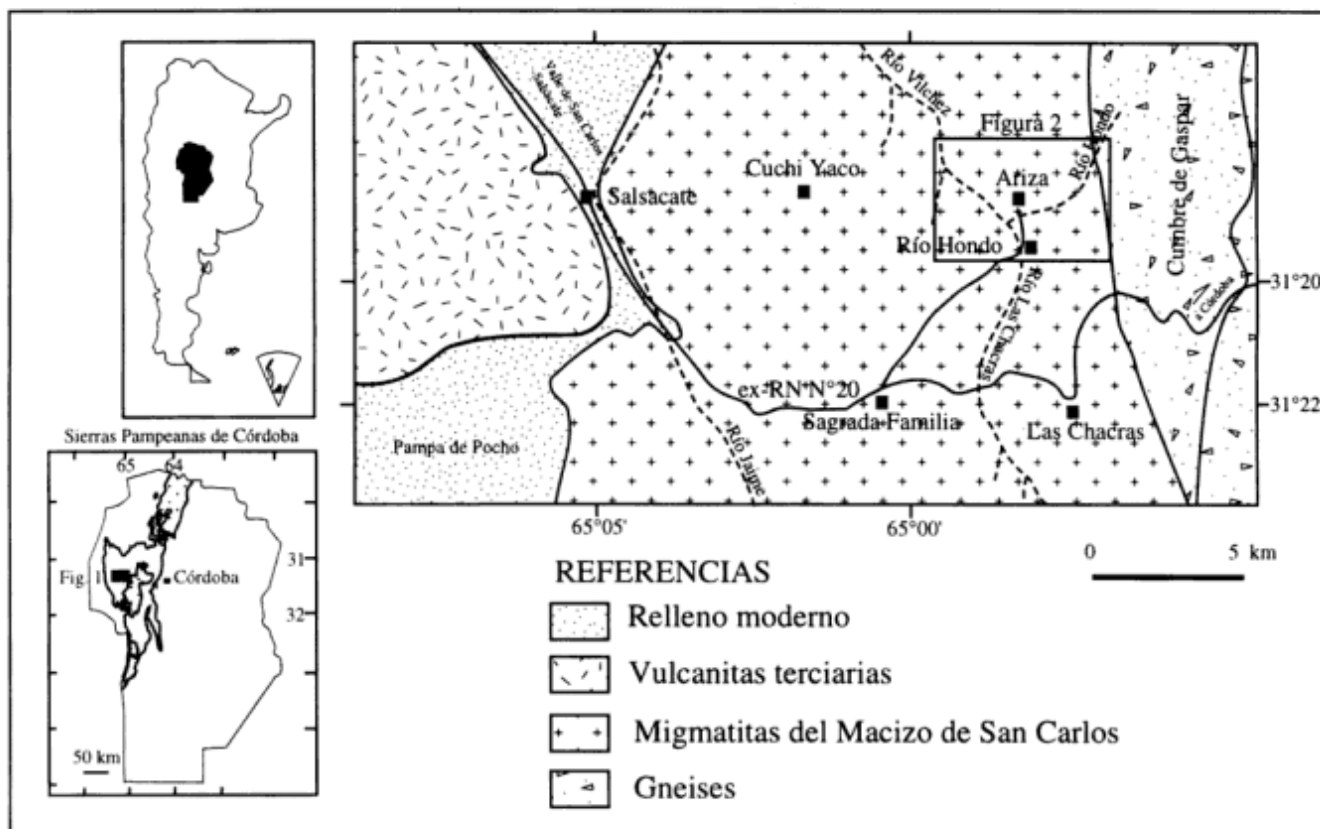 Sierras Pampeanas de Córdoba
65
64
31
32
Fig. 1
Córdoba
50 km
Valle de San Carlos
Salsacate
Río Vilchez
Figura 2
Río Hondo
Cuchi Yaco
Ariza
Salsacate
Río Hondo
Cumbre de Gaspar
a Córdoba
Río Las Chacras
31°20
ex-RN N°20
Sagrada Familia
31°22
Las Chacras
Pampa de Pocho
Río Jaime
65°05'
65°00'
0 5 km
REFERENCIAS
Relleno moderno
Vulcanitas terciarias
Migmatitas del Macizo de San Carlos
Gneises